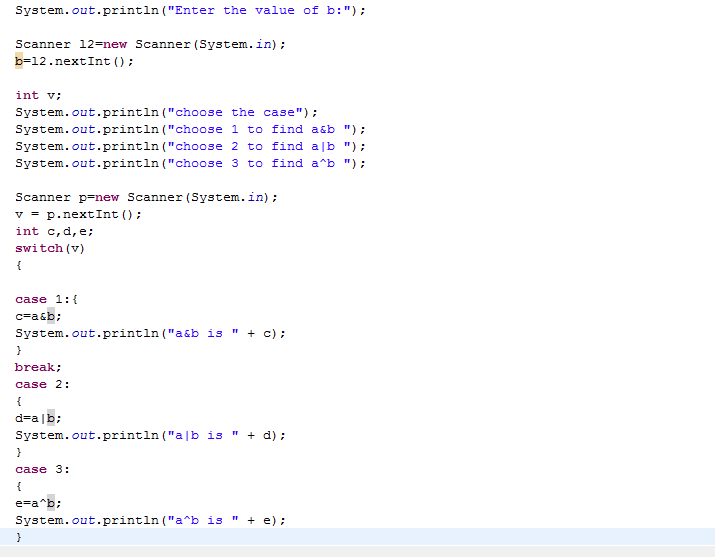 System.out.println("Enter the value of b:");
Scanner l2=new Scanner(System.in);
b=l2.nextInt();
int v;
System.out.println("choose the case");
System.out.println("choose 1 to find a&b ");
System.out.println("choose 2 to find a|b ");
System.out.println("choose 3 to find a^b ");
Scanner p=new Scanner(System.in);
v = p.nextInt();
int c,d,e;
switch(v)
{
case 1:{
c=a&b;
System.out.println("a&b is " + c);
}
break;
case 2:
{
d=a|b;
System.out.println("a|b is " + d);
}
case 3:
{
e=a^b;
System.out.println("a^b is " + e);
}